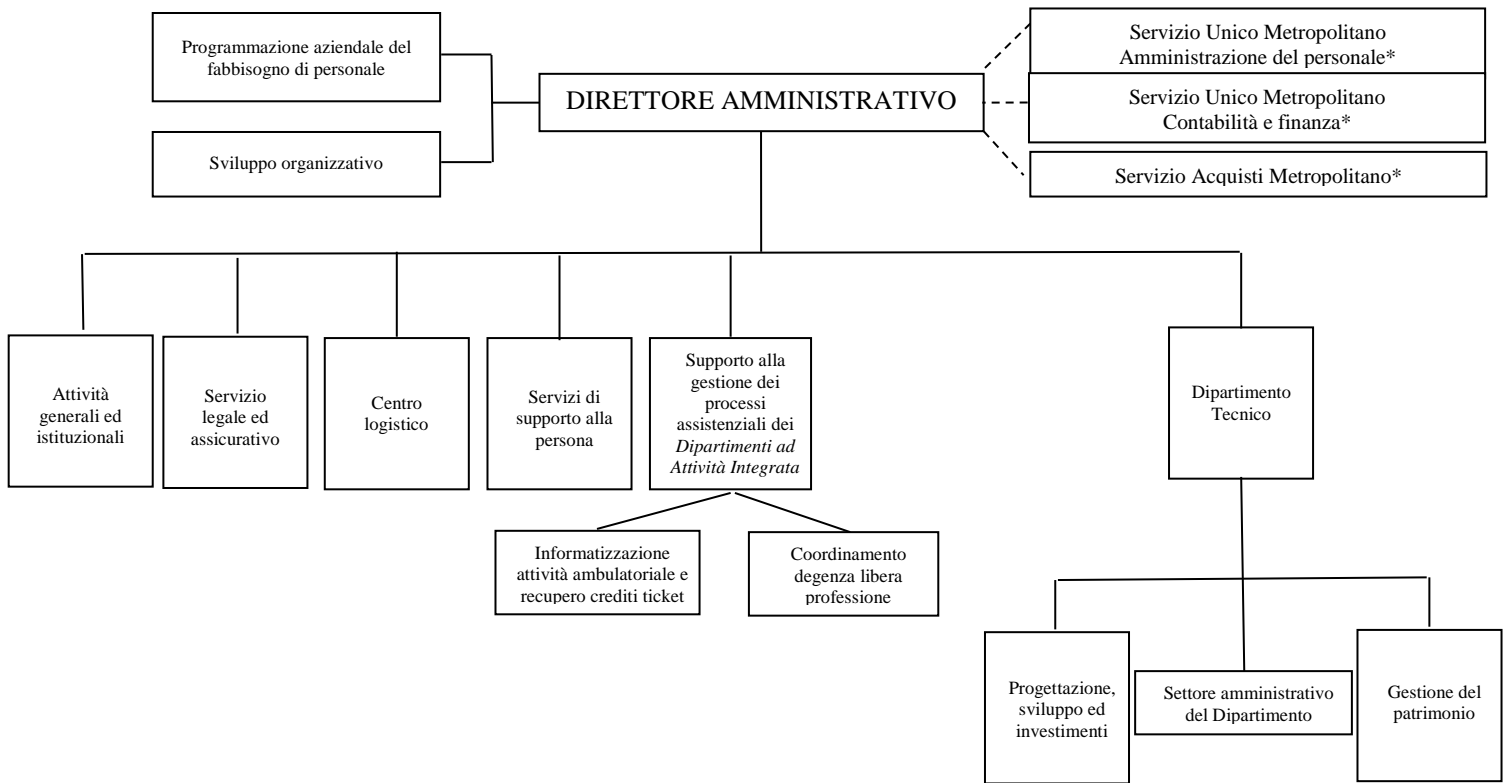 Programmazione aziendale del
fabbisogno di personale
Sviluppo organizzativo
DIRETTORE AMMINISTRATIVO
Servizio Unico Metropolitano
Amministrazione del personale*
Servizio Unico Metropolitano
Contabilità e finanza*
Servizio Acquisti Metropolitano*
Attività
generali ed
istituzionali
Servizio
legale ed
assicurativo
Centro
logistico
Servizi di
supporto alla
persona
Supporto alla
gestione dei
processi
assistenziali dei
Dipartimenti ad
Attività Integrata
Dipartimento
Tecnico
Informatizzazione
attività ambulatoriale e
recupero crediti ticket
Coordinamento
degenza libera
professione
Progettazione,
sviluppo ed
investimenti
Settore amministrativo
del Dipartimento
Gestione del
patrimonio